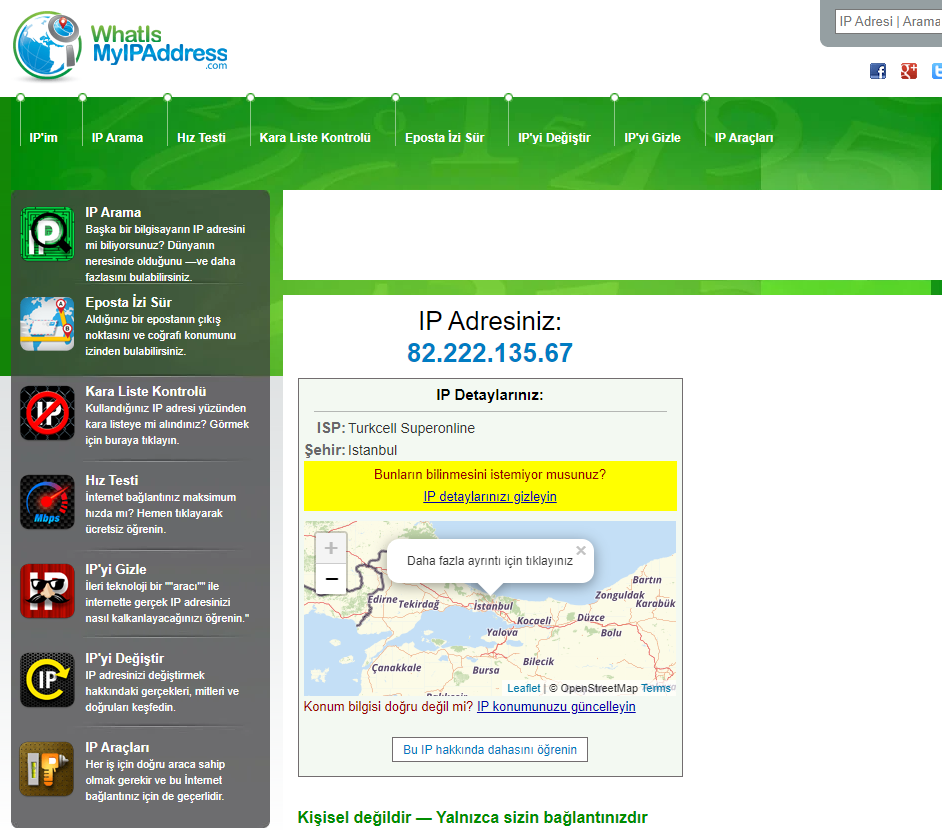 WhatIs
MyIPAddress
.com
IP Adresi | Arama
IP'im
IP Arama
Hız Testi
Kara Liste Kontrolü
Eposta İzi Sür
IP'yi Değiştir
IP'yi Gizle
IP Araçları
IP Arama
Başka bir bilgisayarın IP adresini
mi biliyorsunuz? Dünyanın
neresinde olduğunu —ve daha
fazlasını bulabilirsiniz.
Eposta İzi Sür
Aldığınız bir epostanın çıkış
noktasını ve coğrafi konumunu
izinden bulabilirsiniz.
Kara Liste Kontrolü
Kullandığınız IP adresi yüzünden
kara listeye mi alındınız? Görmek
için buraya tıklayın.
Mbps
Hız Testi
İnternet bağlantınız maksimum
hızda mı? Hemen tıklayarak
ücretsiz öğrenin.
IP'yi Gizle
İleri teknoloji bir ""aracı"" ile
internette gerçek IP adresinizi
nasıl kalkanlayacağınızı öğrenin."
IP
IP'yi Değiştir
IP adresinizi değiştirmek
hakkındaki gerçekleri, mitleri ve
doğruları keşfedin.
IP Araçları
Her iş için doğru araca sahip
olmak gerekir ve bu İnternet
bağlantınız için de geçerlidir.
IP Adresiniz:
82.222.135.67
IP Detaylarınız:
ISP: Turkcell Superonline
Şehir: Istanbul
Bunların bilinmesini istemiyor musunuz?
IP detaylarınızı gizleyin
+
−
Daha fazla ayrıntı için tıklayınız ×
Bartın
Zonguldak
Karabük
Edirne
Tekirdağ
İstanbul
Kocaeli
Düzce
Yalova
Bolu
Çanakkale
Bursa
Bilecik
Leaflet | © OpenStreetMap Terms
Konum bilgisi doğru değil mi? IP konumunuzu güncelleyin
Bu IP hakkında dahasını öğrenin
Kişisel değildir — Yalnızca sizin bağlantınızdır